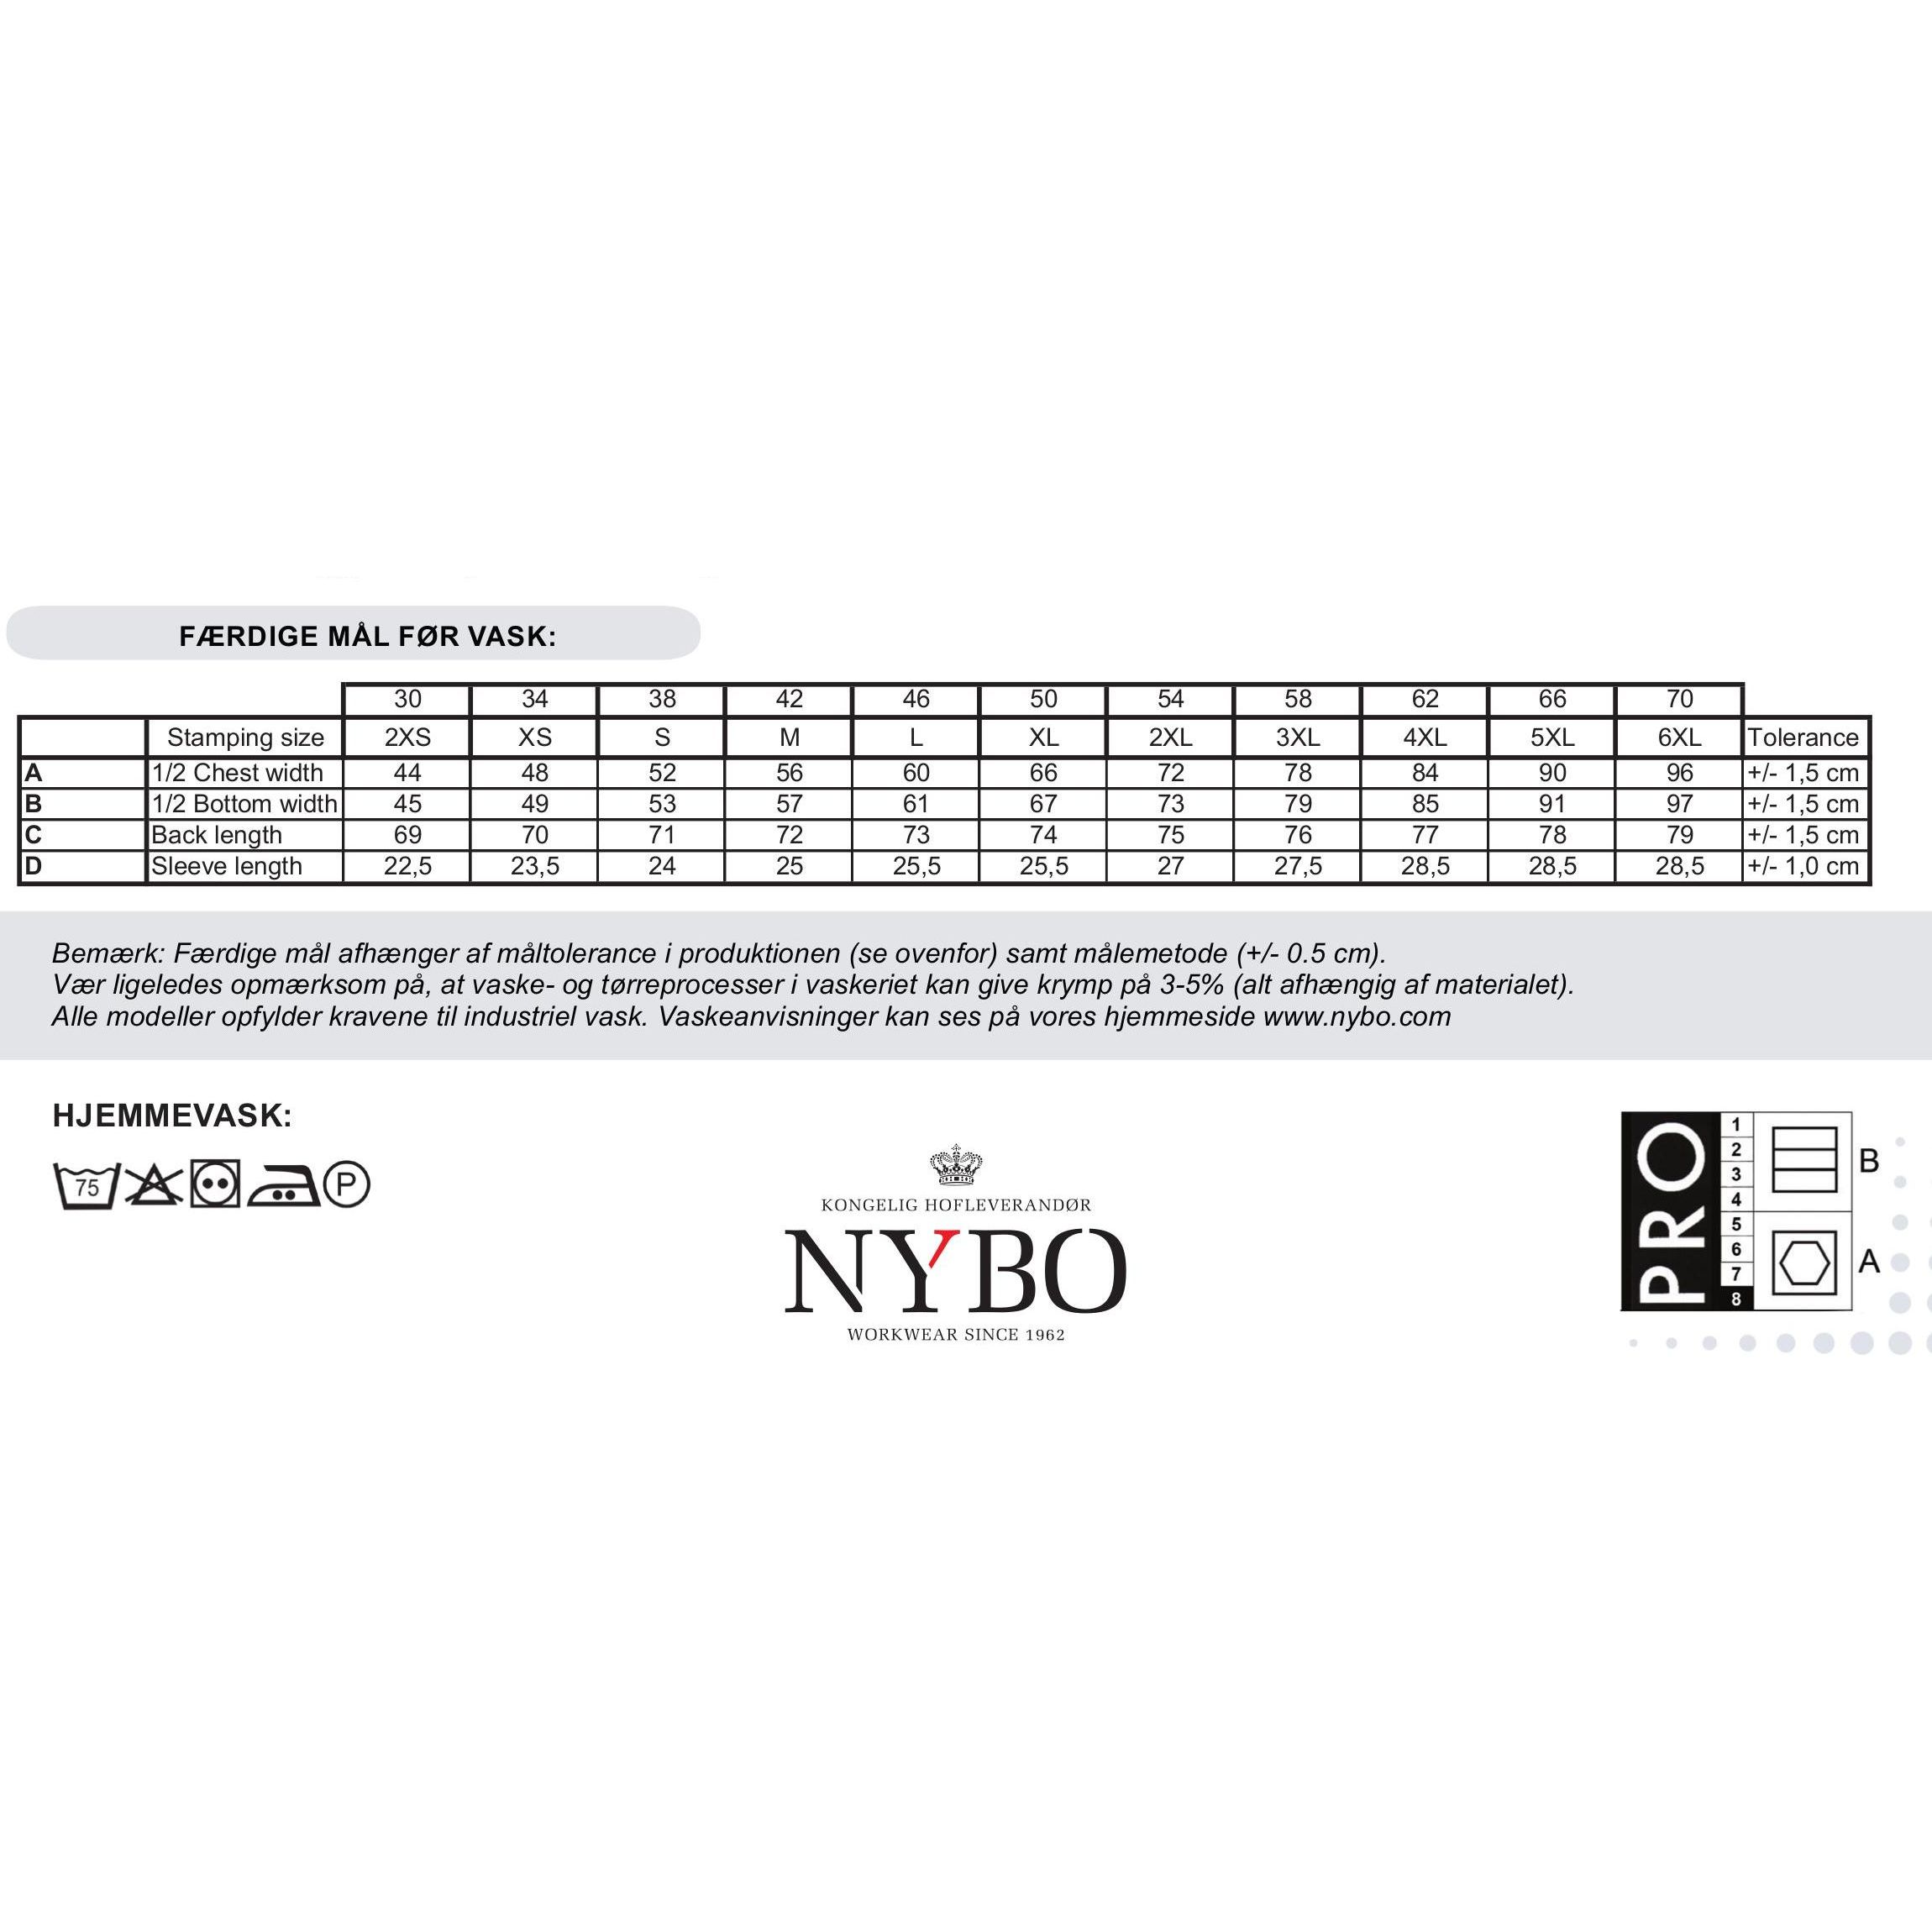 FÆRDIGE MÅL FØR VASK:
30 34 38 42 46 50 54 58 62 66 70
Stamping size 2XS XS S M L XL 2XL 3XL 4XL 5XL 6XL Tolerance
A 1/2 Chest width 44 48 52 56 60 66 72 78 84 90 96 +/- 1,5 cm
B 1/2 Bottom width 45 49 53 57 61 67 73 79 85 91 97 +/- 1,5 cm
C Back length 69 70 71 72 73 74 75 76 77 78 79 +/- 1,5 cm
D Sleeve length 22,5 23,5 24 25 25,5 25,5 27 27,5 28,5 28,5 28,5 +/- 1,0 cm
Bemærk: Færdige mål afhænger af måltolerance i produktionen (se ovenfor) samt målemetode (+/- 0.5 cm).
Vær ligeledes opmærksom på, at vaske- og tørreprocesser i vaskeriet kan give krymp på 3-5% (alt afhængig af materialet).
Alle modeller opfylder kravene til industriel vask. Vaskeanvisninger kan ses på vores hjemmeside www.nybo.com
HJEMMEVASK:
75 P
KONGELIG HOFLEVERANDØR
NYBO
WORKWEAR SINCE 1962
PRO
1
2
3
4
5
6
7
8
B
A